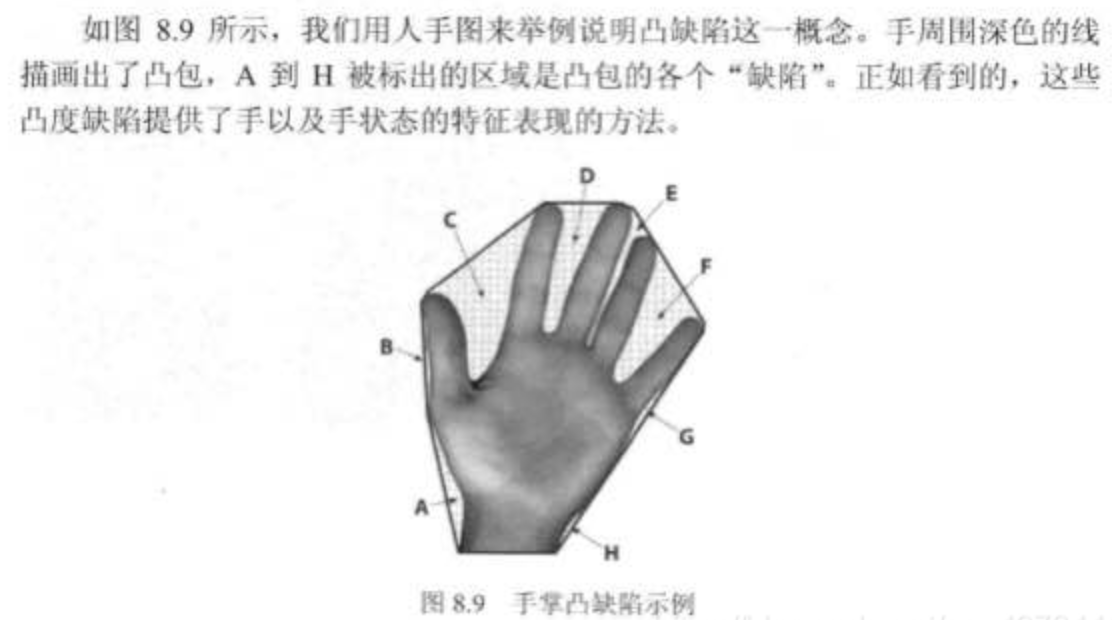 如图 8.9 所示，我们用人手图来举例说明凸缺陷这一概念。手周围深色的线
描画出了凸包，A 到 H 被标出的区域是凸包的各个“缺陷”。正如看到的，这些
凸度缺陷提供了手以及手状态的特征表现的方法。
D
E
C
F
B
G
A
H
图 8.9 手掌凸缺陷示例